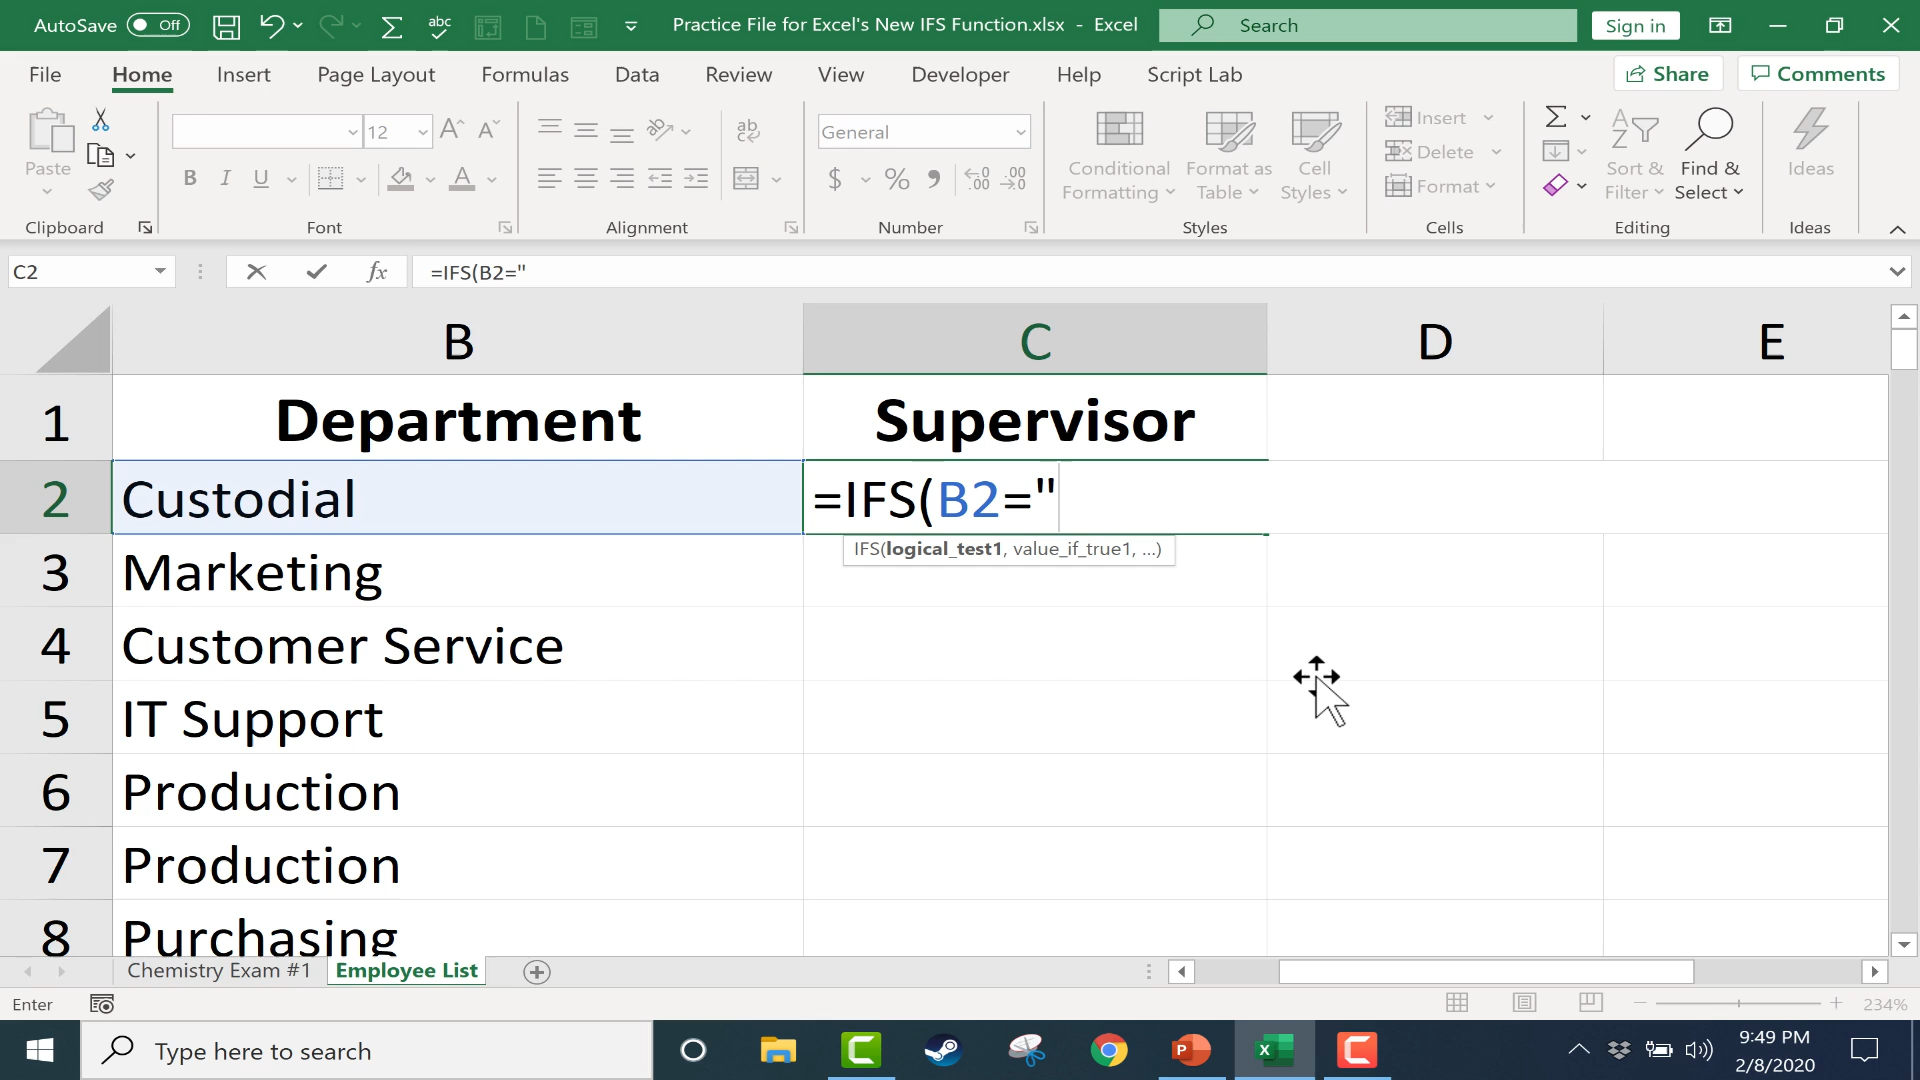 AutoSave Off abc Practice File for Excel's New IFS Function.xlsx - Excel Search Sign in
File Home Insert Page Layout Formulas Data Review View Developer Help Script Lab Share Comments
Paste
12 A A
ab
c
General
Conditional
Formatting
Format as
Table
Cell
Styles
Insert
Delete
Format
Sort &
Filter
Find &
Select
Ideas
B I U A $ % , .00 .0
Clipboard Font Alignment Number Styles Cells Editing Ideas
C2 fx =IFS(B2="
B C D E
1 Department Supervisor
2 Custodial =IFS(B2="
IFS(logical_test1, value_if_true1, ...)
3 Marketing
4 Customer Service
5 IT Support
6 Production
7 Production
8 Purchasing
Chemistry Exam #1 Employee List
Enter 234%
Type here to search
9:49 PM
2/8/2020